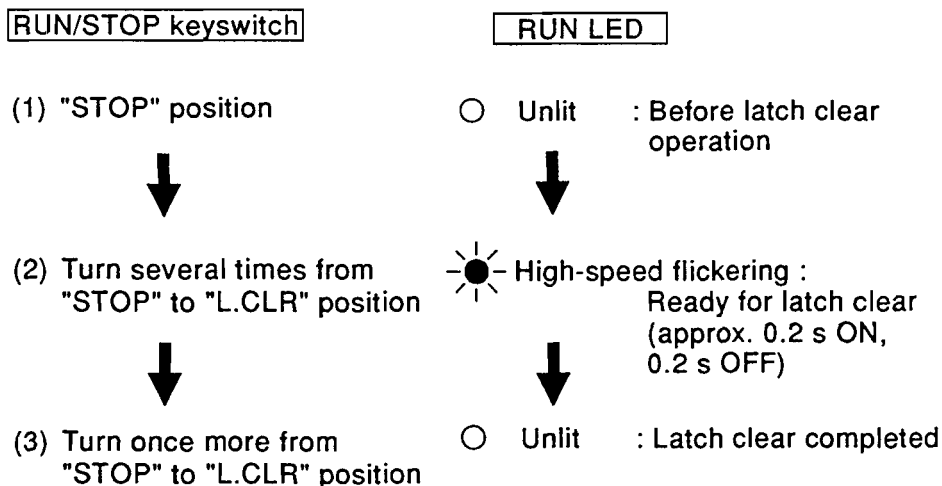 RUN/STOP keyswitch
RUN LED
(1) "STOP" position
Unlit : Before latch clear
operation
(2) Turn several times from
"STOP" to "L.CLR" position
High-speed flickering :
Ready for latch clear
(approx. 0.2 s ON,
0.2 s OFF)
(3) Turn once more from
"STOP" to "L.CLR" position
Unlit : Latch clear completed